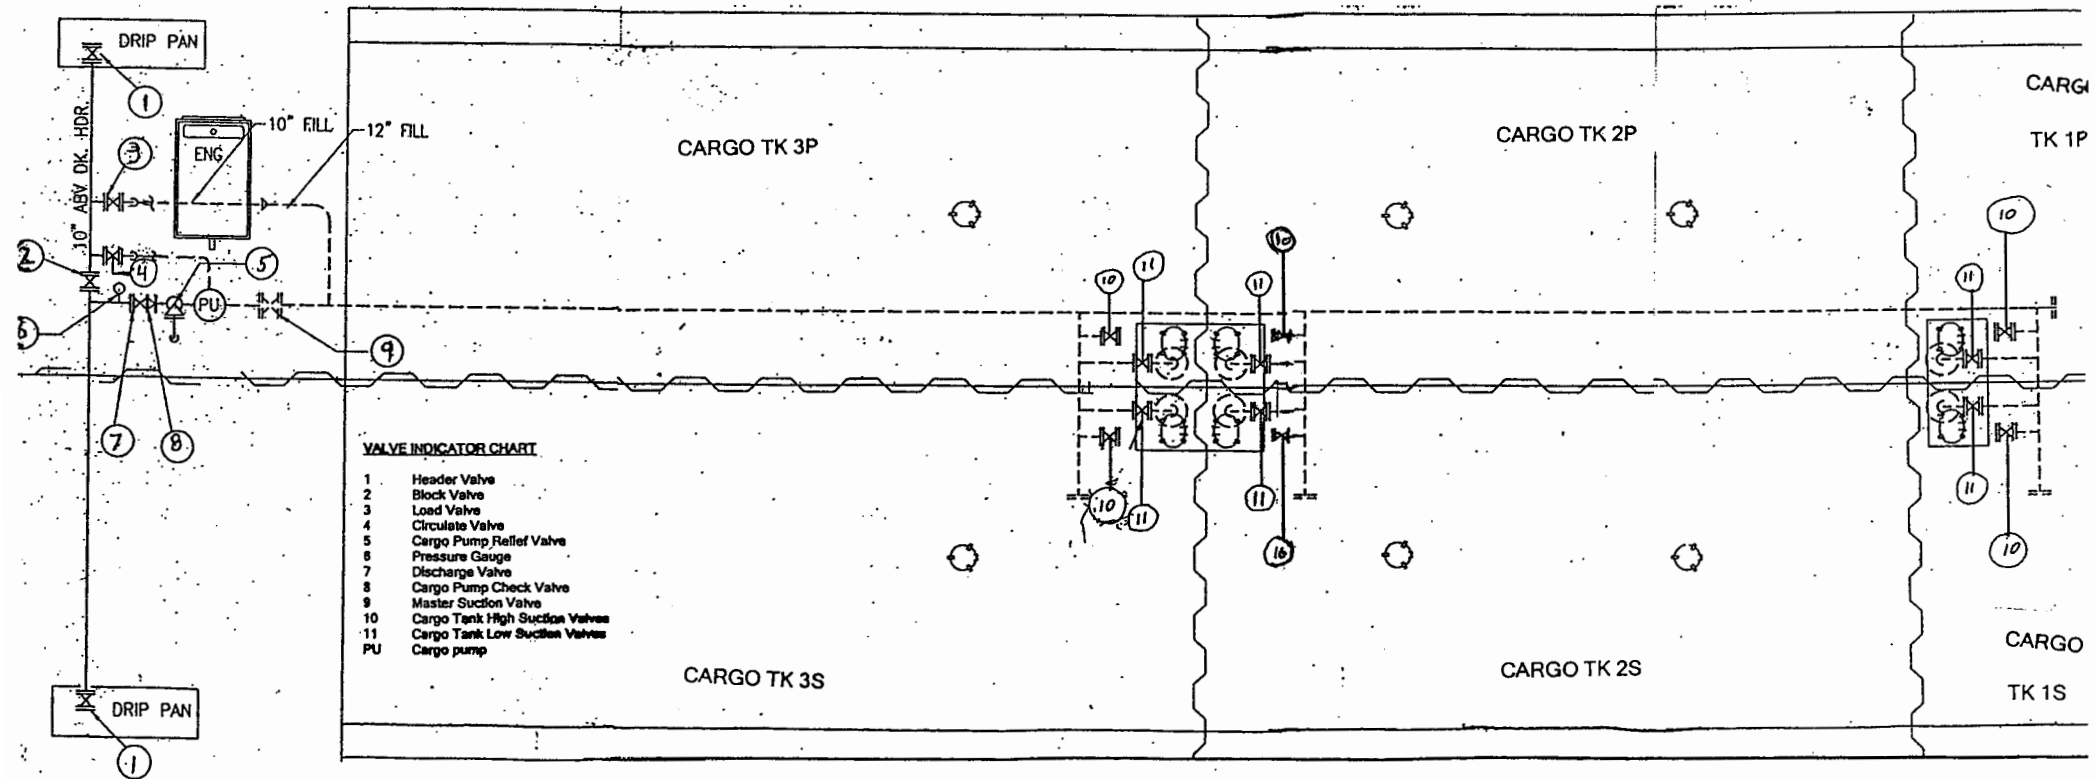 DRIP PAN
1
10" ABV DK. HDR.
3
ENG
10" FILL
12" FILL
2
4
5
PU
9
7
8
CARGO TK 3P
CARGO TK 2P
TK 1P
10
11
11
10
10
11
10
11
11
11
10
10
VALVE INDICATOR CHART
1 Header Valve
2 Block Valve
3 Load Valve
4 Circulate Valve
5 Cargo Pump Relief Valve
6 Pressure Gauge
7 Discharge Valve
8 Cargo Pump Check Valve
9 Master Suction Valve
10 Cargo Tank High Suction Valves
11 Cargo Tank Low Suction Valves
PU Cargo pump
CARGO TK 3S
CARGO TK 2S
CARGO
TK 1S
DRIP PAN
1